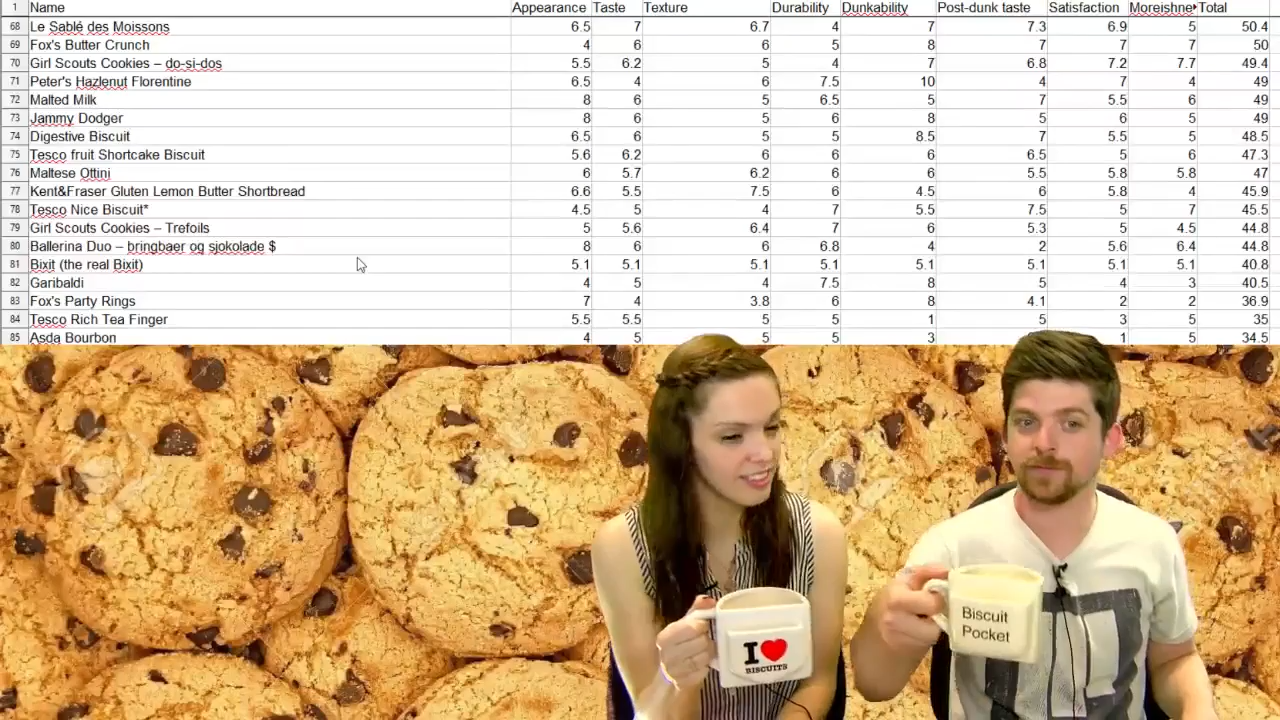 1 Name Appearance Taste Texture Durability Dunkability Post-dunk taste Satisfaction Total
68 Le Sablé des Moissons 6.5 7 6.7 4 7 7.3 6.9 5 50.4
69 Fox's Butter Crunch 4 6 6 5 8 7 7 7 50
70 Girl Scouts Cookies – do-si-dos 5.5 6.2 5 4 7 6.8 7.2 7.7 49.4
71 Peter's Hazlenut Florentine 6.5 4 6 7.5 10 4 7 4 49
72 Malted Milk 8 6 5 6.5 5 7 5.5 6 49
73 Jammy Dodger 8 6 5 6 8 5 6 5 49
74 Digestive Biscuit 6.5 6 5 5 8.5 7 5.5 5 48.5
75 Tesco fruit Shortcake Biscuit 5.6 6.2 6 6 6 6.5 5 6 47.3
76 Maltese Ottini 6 5.7 6.2 6 6 5.5 5.8 5.8 47
77 Kent&Fraser Gluten Lemon Butter Shortbread 6.6 5.5 7.5 6 4.5 6 5.8 4 45.9
78 Tesco Nice Biscuit* 4.5 5 4 7 5.5 7.5 5 7 45.5
79 Girl Scouts Cookies – Trefoils 5 5.6 6.4 7 6 5.3 5 4.5 44.8
80 Ballerina Duo – bringbaer og sjokolade $ 8 6 6 6.8 4 2 5.6 6.4 44.8
81 Bixit (the real Bixit) 5.1 5.1 5.1 5.1 5.1 5.1 5.1 5.1 40.8
82 Garibaldi 4 5 4 7.5 8 5 4 3 40.5
83 Fox's Party Rings 7 4 3.8 6 8 4.1 2 2 36.9
84 Tesco Rich Tea Finger 5.5 5.5 5 5 1 5 3 5 35
85 Asda Bourbon 4 5 5 5 3 1 5 34.5
I ❤ BISCUITS
Biscuit
Pocket